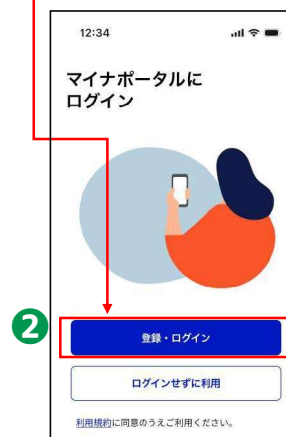 12:34
マイナポータルに
ログイン
2
登録・ログイン
ログインせずに利用
利用規約に同意のうえご利用ください。